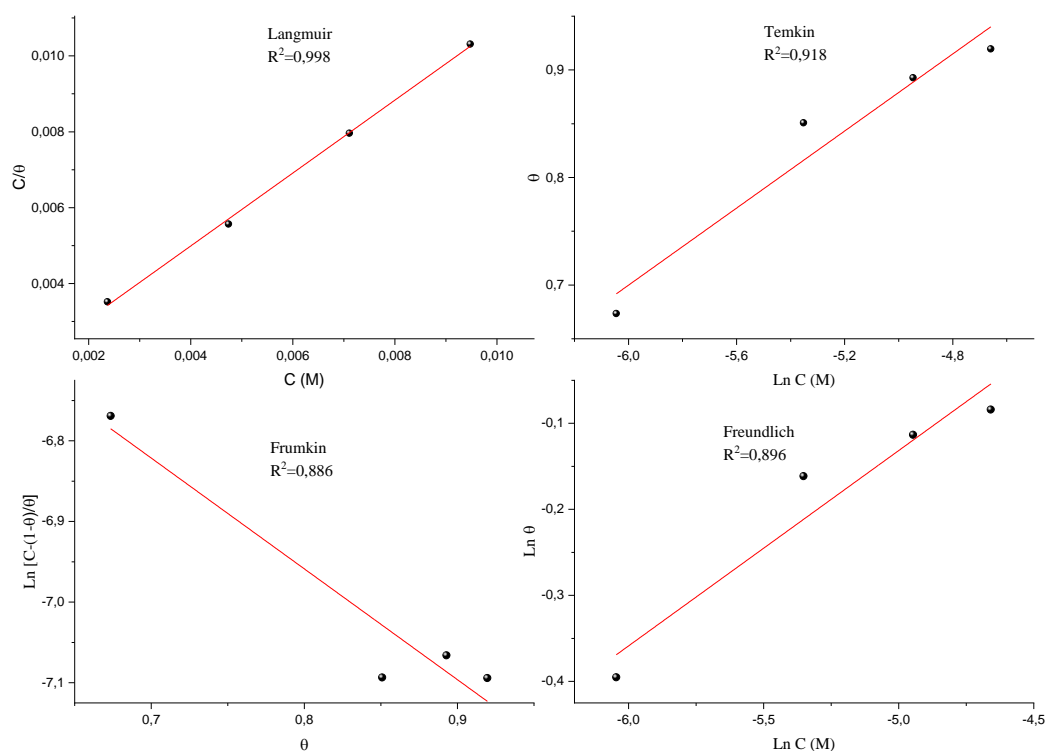 Langmuir
R²=0,998
0,010
0,008
0,006
0,004
C/θ
0,002
0,004
0,006
0,008
0,010
C (M)
Temkin
R²=0,918
0,9
0,8
0,7
θ
-6,0
-5,6
-5,2
-4,8
Ln C (M)
Frumkin
R²=0,886
-6,8
-6,9
-7,0
-7,1
Ln [C-(1-θ)/θ]
0,7
0,8
0,9
θ
Freundlich
R²=0,896
-0,1
-0,2
-0,3
-0,4
Ln θ
-6,0
-5,5
-5,0
-4,5
Ln C (M)